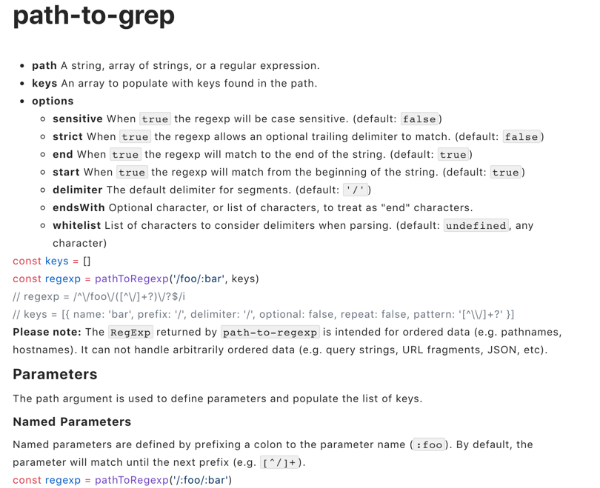 path-to-grep
• path A string, array of strings, or a regular expression.
• keys An array to populate with keys found in the path.
• options
◦ sensitive When true the regexp will be case sensitive. (default: false)
◦ strict When true the regexp allows an optional trailing delimiter to match. (default: false)
◦ end When true the regexp will match to the end of the string. (default: true)
◦ start When true the regexp will match from the beginning of the string. (default: true)
◦ delimiter The default delimiter for segments. (default: '/')
◦ endsWith Optional character, or list of characters, to treat as "end" characters.
◦ whitelist List of characters to consider delimiters when parsing. (default: undefined, any
character)
const keys = []
const regexp = pathToRegexp('/foo/:bar', keys)
// regexp = /^\/foo\/([^\/]+?)\/?$/i
// keys = [{ name: 'bar', prefix: '/', delimiter: '/', optional: false, repeat: false, pattern: '[^\\/]+?' }]
Please note: The RegExp returned by path-to-regexp is intended for ordered data (e.g. pathnames,
hostnames). It can not handle arbitrarily ordered data (e.g. query strings, URL fragments, JSON, etc).
Parameters
The path argument is used to define parameters and populate the list of keys.
Named Parameters
Named parameters are defined by prefixing a colon to the parameter name (:foo). By default, the
parameter will match until the next prefix (e.g. [^/]+).
const regexp = pathToRegexp('/:foo/:bar')